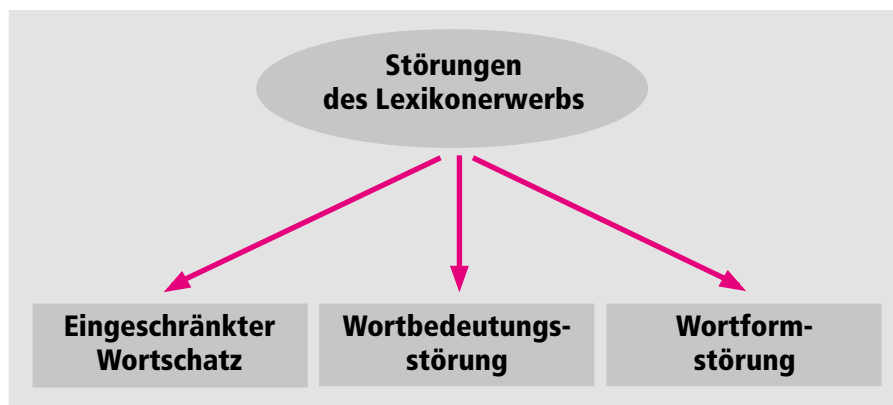 Störungen
des Lexikonerwerbs
Eingeschränkter
Wortschatz
Wortbedeutungs-
störung
Wortform-
störung